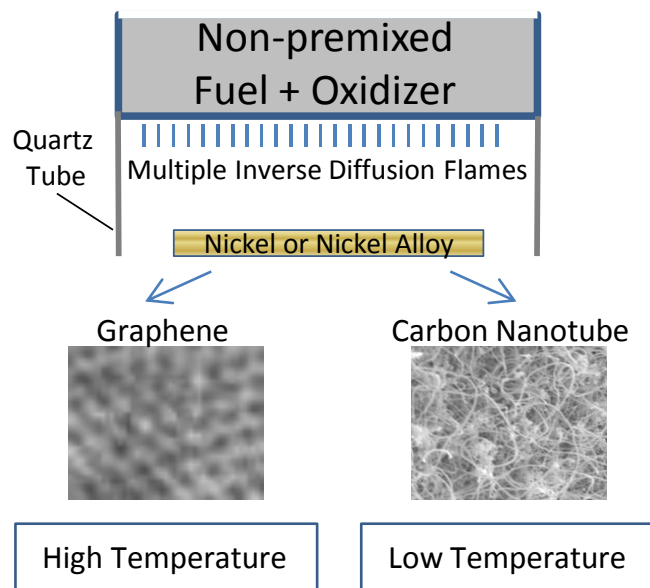 Non-premixed
Fuel + Oxidizer
Quartz
Tube
Multiple Inverse Diffusion Flames
Nickel or Nickel Alloy
Graphene
Carbon Nanotube
High Temperature
Low Temperature